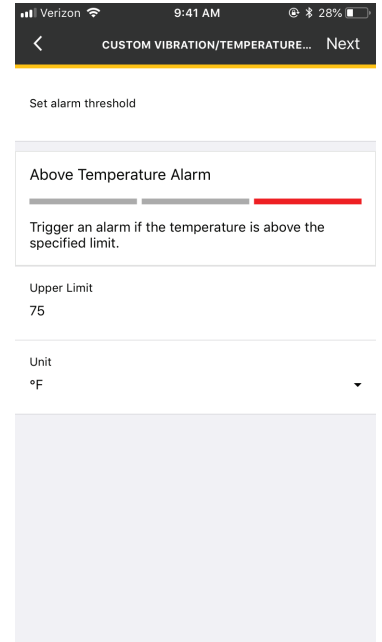 Verizon 9:41 AM 28%
CUSTOM VIBRATION/TEMPERATURE... Next
Set alarm threshold
Above Temperature Alarm
Trigger an alarm if the temperature is above the
specified limit.
Upper Limit
75
Unit
°F